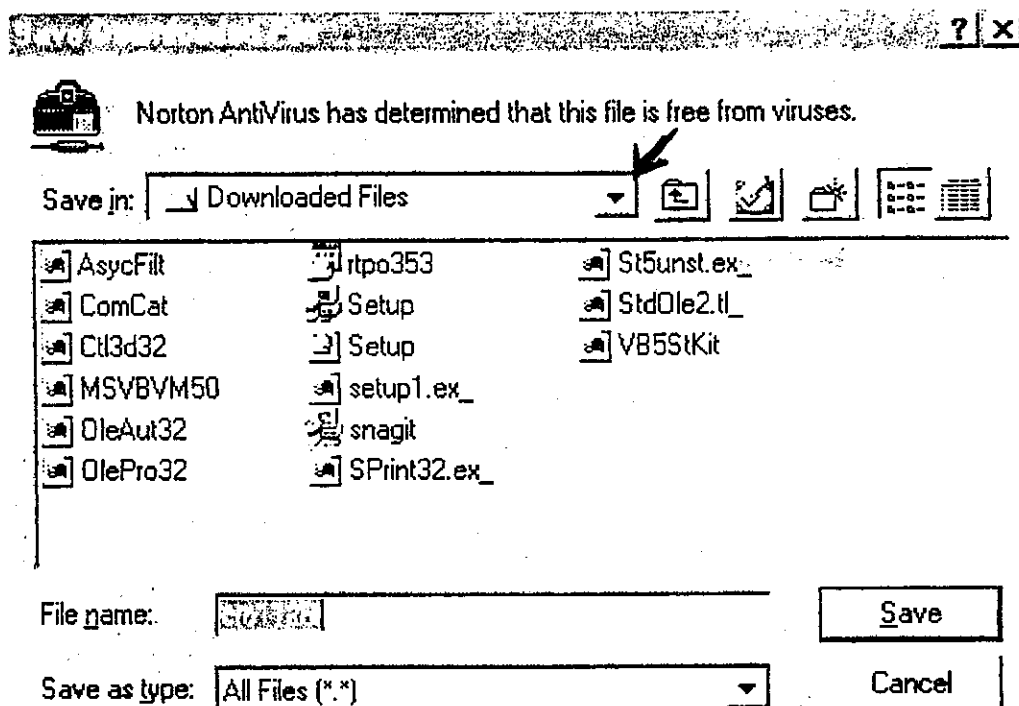 ? X
Norton AntiVirus has determined that this file is free from viruses.
Save in: Downloaded Files
AsycFilt
ComCat
Ctl3d32
MSVBVM50
OleAut32
OlePro32
rtpo353
Setup
Setup
setup1.ex_
snagit
SPrint32.ex_
St5unst.ex_
StdOle2.tl_
VB5StKit
File name:
Save
Save as type: All Files (*.*)
Cancel